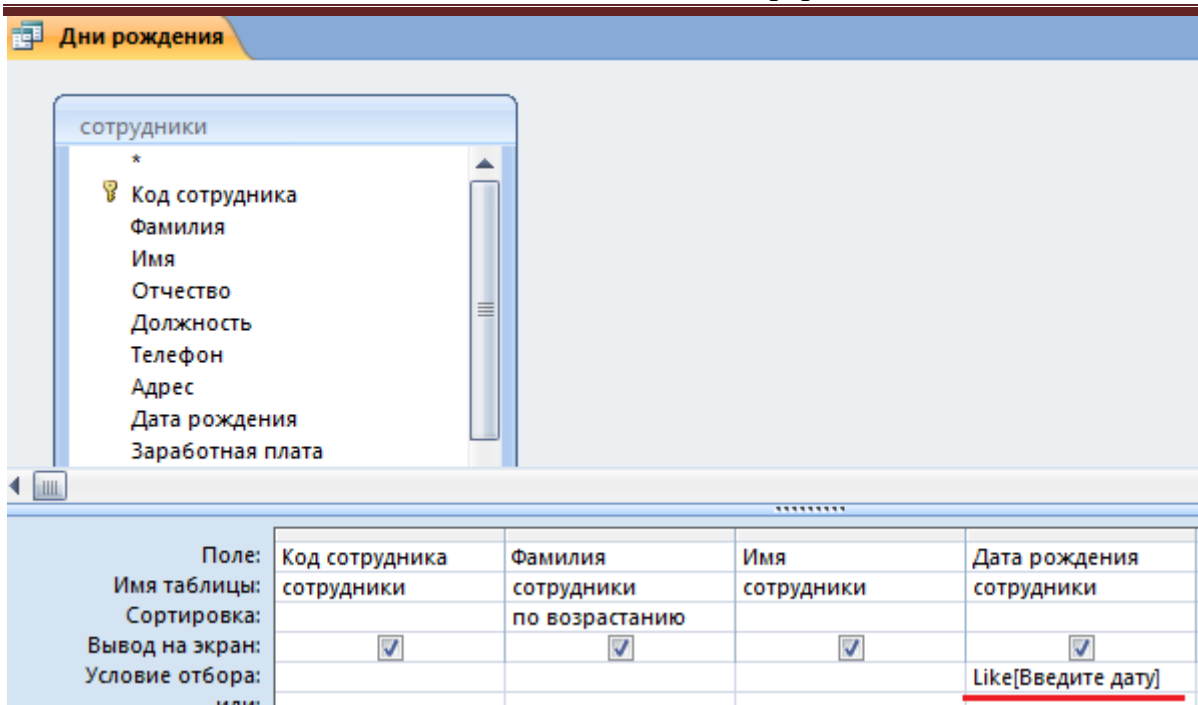 Дни рождения
сотрудники
*
Код сотрудника
Фамилия
Имя
Отчество
Должность
Телефон
Адрес
Дата рождения
Заработная плата
Поле: Код сотрудника Фамилия Имя Дата рождения
Имя таблицы: сотрудники сотрудники сотрудники сотрудники
Сортировка: по возрастанию
Вывод на экран:
Условие отбора: Like[Введите дату]
или: